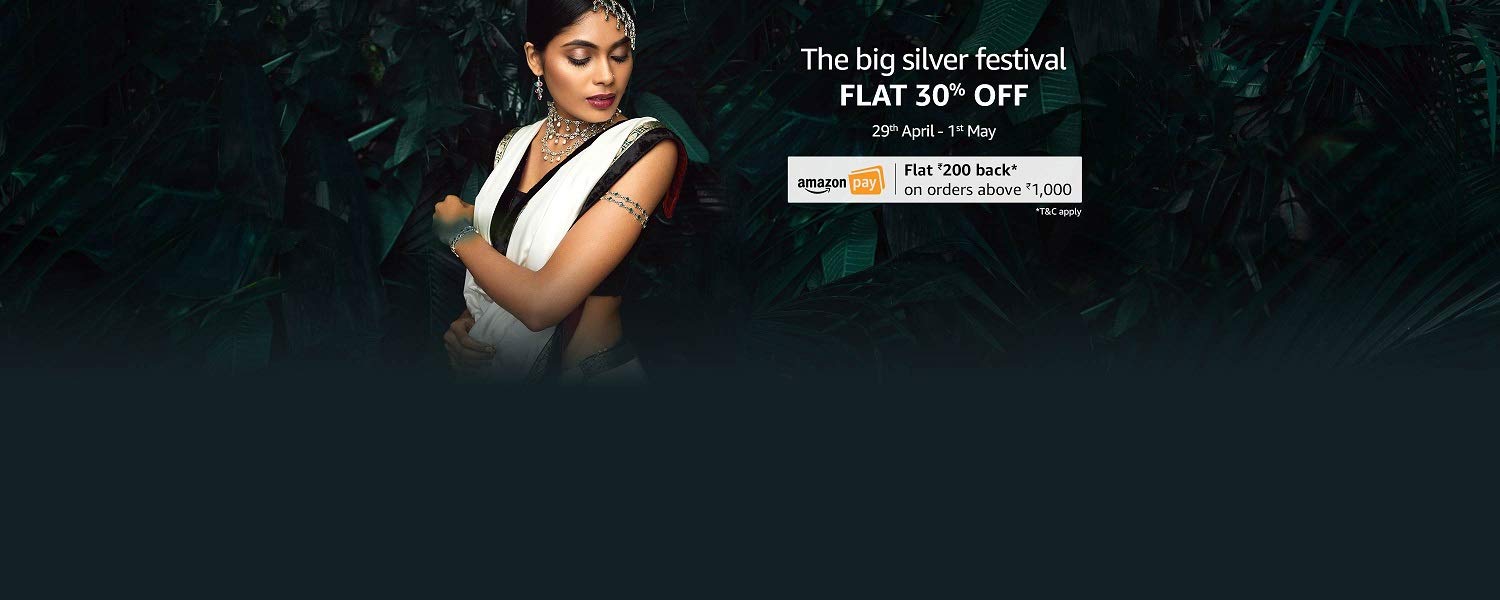 The big silver festival
FLAT 30% OFF
29th April - 1st May
amazon pay
Flat ₹200 back*
on orders above ₹1,000
*T&C apply